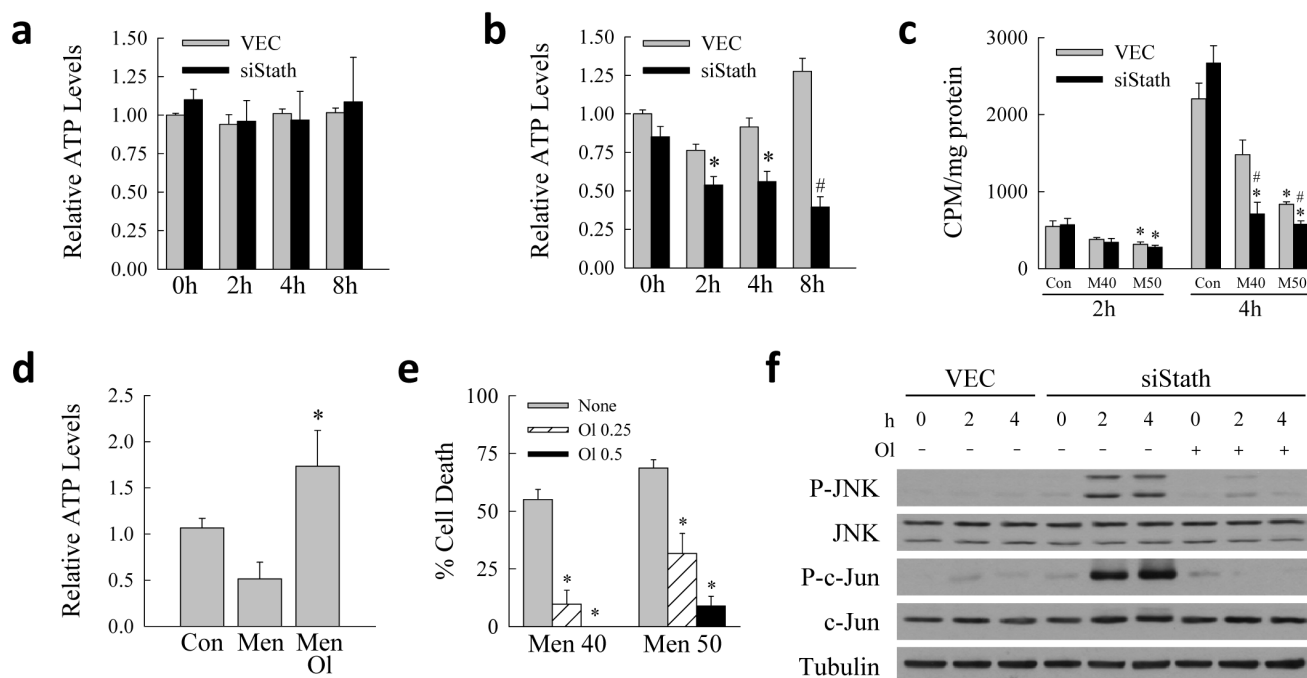 a
Relative ATP Levels
1.50
1.25
1.00
0.75
0.50
0.25
0.00
VEC
siStath
0h 2h 4h 8h
b
Relative ATP Levels
1.50
1.25
1.00
0.75
0.50
0.25
0.00
VEC
siStath
* * #
0h 2h 4h 8h
c
CPM/mg protein
3000
2000
1000
0
VEC
siStath
* *
#
*
*
#
*
Con M40 M50 Con M40 M50
2h 4h
d
Relative ATP Levels
2.5
2.0
1.5
1.0
0.5
0.0
*
Con Men Men
Ol
e
% Cell Death
100
75
50
25
0
None
Ol 0.25
Ol 0.5
* * * *
Men 40 Men 50
f
VEC siStath
0 2 4 0 2 4 0 2 4
h
Ol - - - - - - + + +
P-JNK
JNK
P-c-Jun
c-Jun
Tubulin